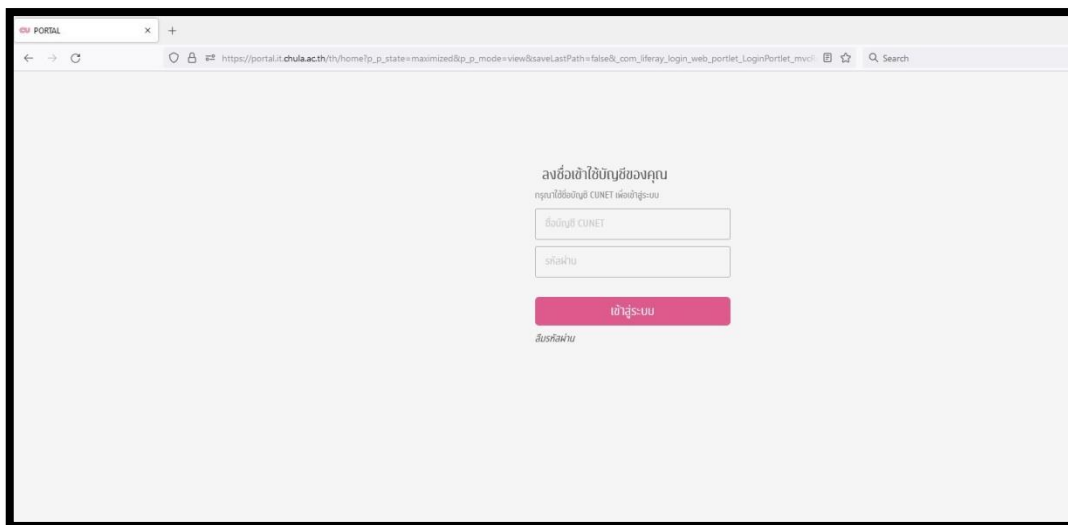 CU PORTAL
https://portal.it.chula.ac.th/th/home?p_p_state=maximized&p_p_mode=view&saveLastPath=false&_com_liferay_login_web_portlet_LoginPortlet_mvcR
Search
ลงชื่อเข้าใช้บัญชีของคุณ
กรุณาใช้ชื่อบัญชี CUNET เพื่อเข้าสู่ระบบ
ชื่อบัญชี CUNET
รหัสผ่าน
เข้าสู่ระบบ
ลืมรหัสผ่าน